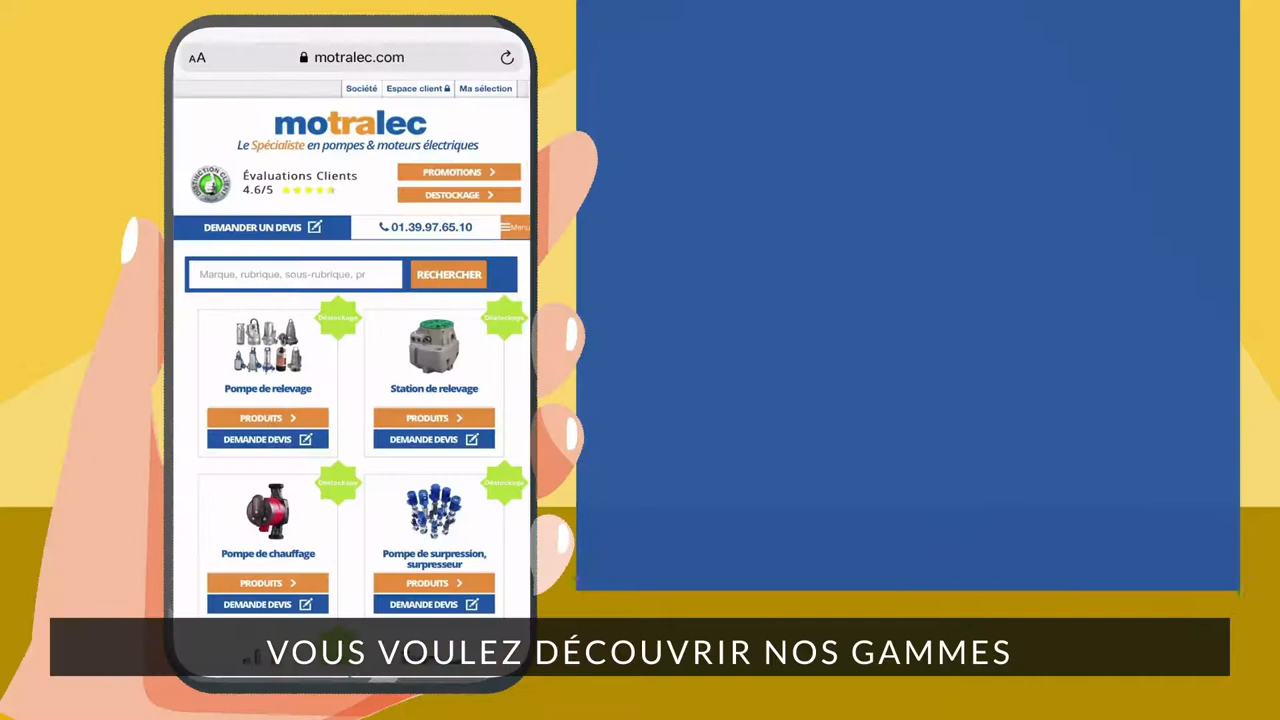 AA motralec.com
Société Espace client Ma sélection
motralec
Le Spécialiste en pompes & moteurs électriques
Évaluations Clients
4.6/5
PROMOTIONS
DESTOCKAGE
DISTINCTION CLIENT
DEMANDER UN DEVIS 01.39.97.65.10 Menu
Marque, rubrique, sous-rubrique, pr RECHERCHER
Déstockage Déstockage
Pompe de relevage Station de relevage
PRODUITS PRODUITS
DEMANDE DEVIS DEMANDE DEVIS
Déstockage Déstockage
Pompe de chauffage Pompe de surpression,
surpresseur
PRODUITS PRODUITS
DEMANDE DEVIS DEMANDE DEVIS
VOUS VOULEZ DÉCOUVRIR NOS GAMMES